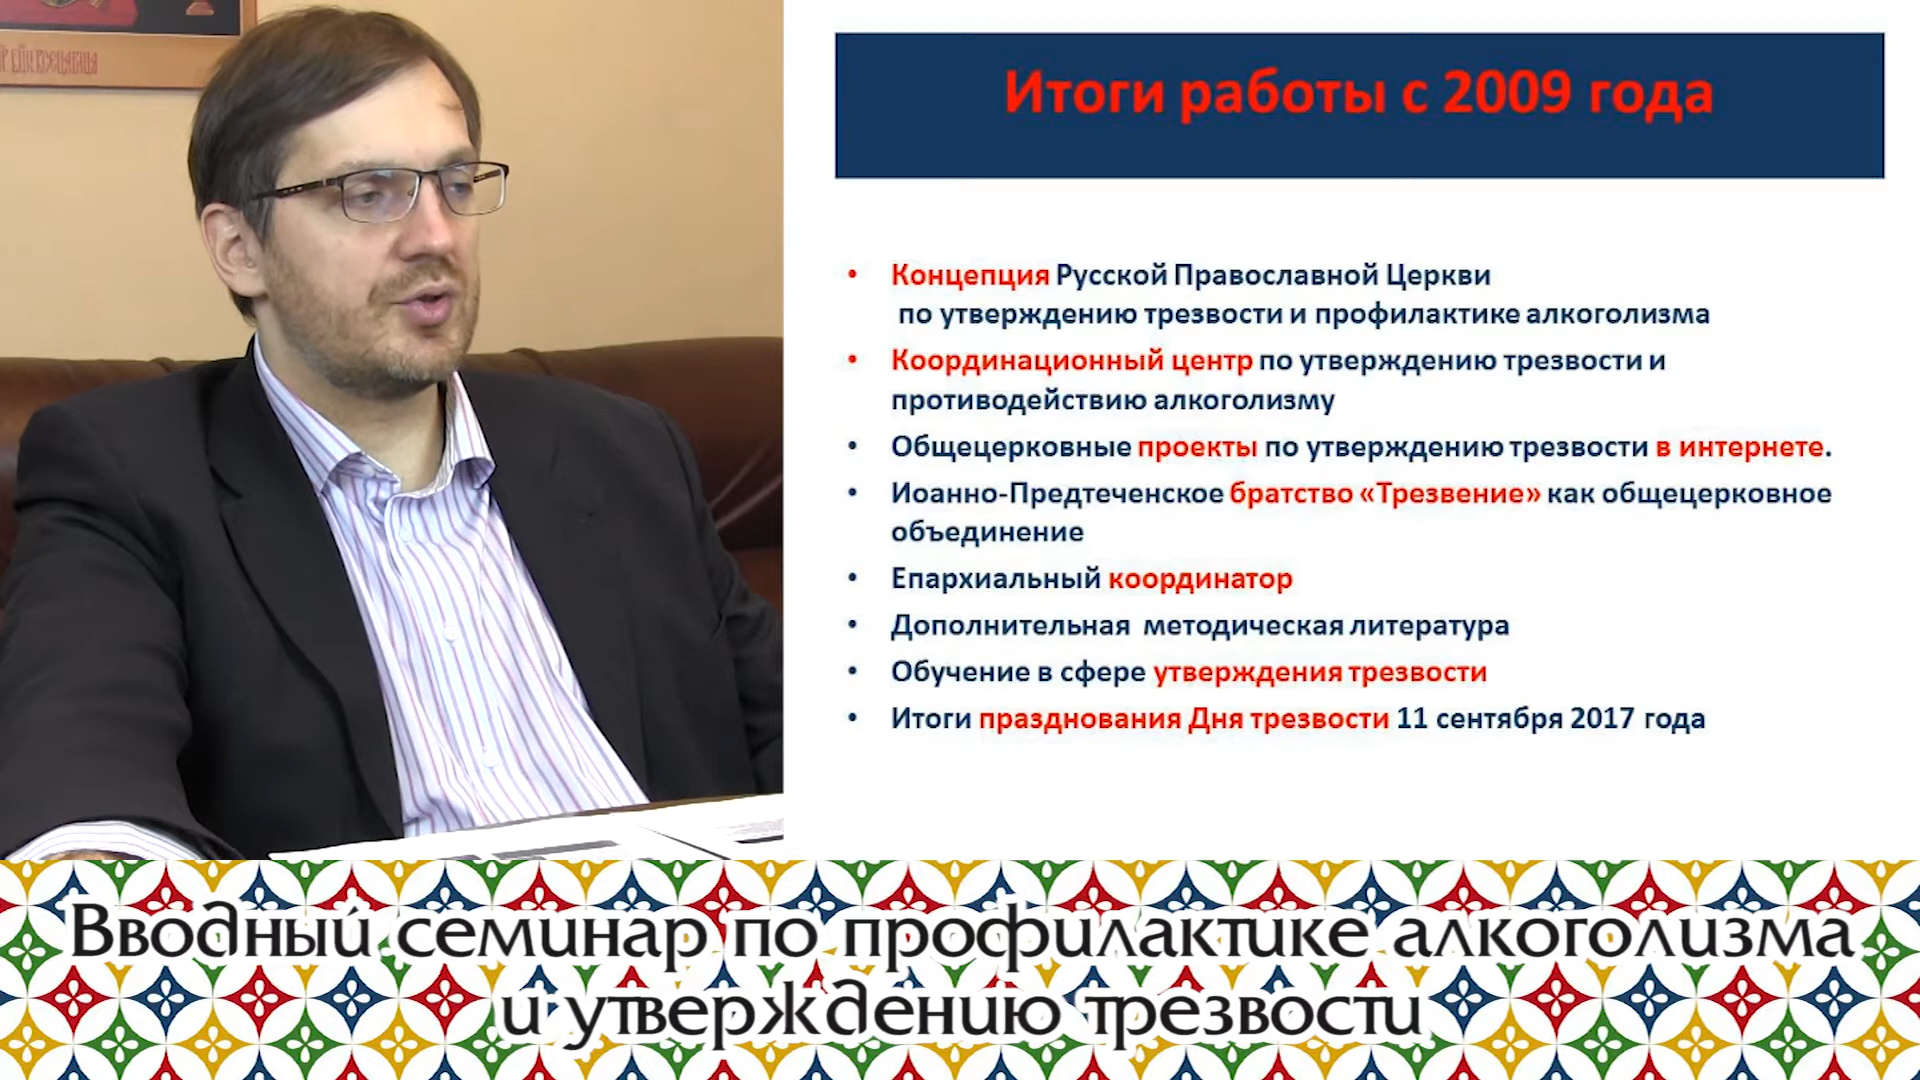 Итоги работы с 2009 года
• Концепция Русской Православной Церкви
по утверждению трезвости и профилактике алкоголизма
• Координационный центр по утверждению трезвости и
противодействию алкоголизму
• Общецерковные проекты по утверждению трезвости в интернете.
• Иоанно-Предтеченское братство «Трезвение» как общецерковное
объединение
• Епархиальный координатор
• Дополнительная методическая литература
• Обучение в сфере утверждения трезвости
• Итоги празднования Дня трезвости 11 сентября 2017 года
Вводный семинар по профилактике алкоголизма
и утверждению трезвости